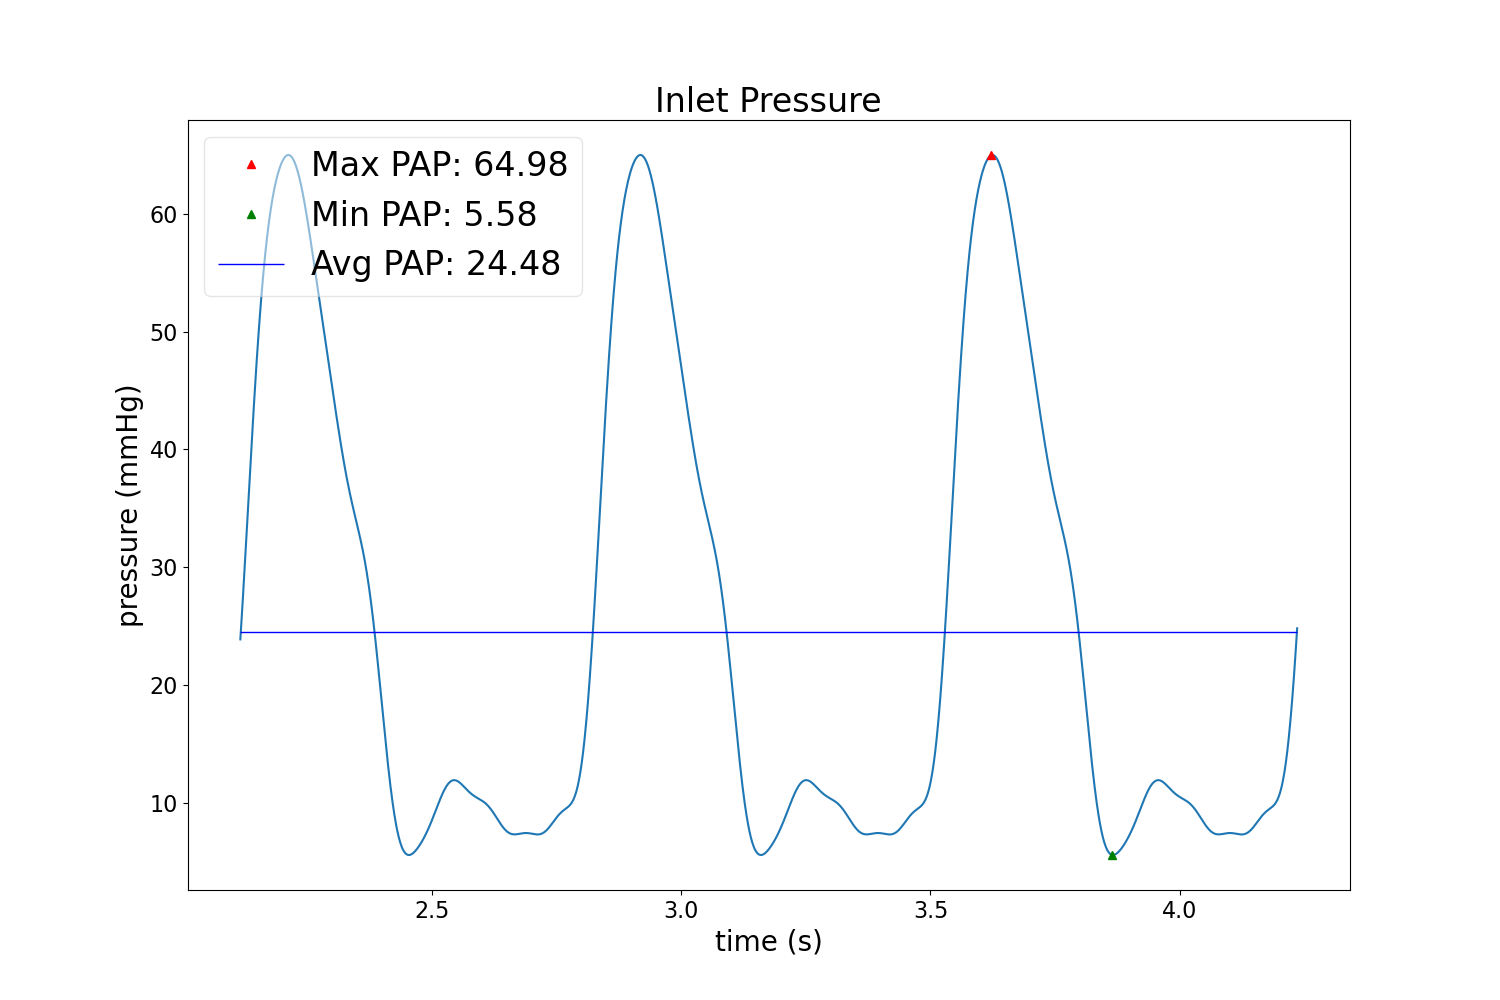 Inlet Pressure
Max PAP: 64.98
Min PAP: 5.58
Avg PAP: 24.48
60
50
40
30
20
10
pressure (mmHg)
2.5 3.0 3.5 4.0
time (s)